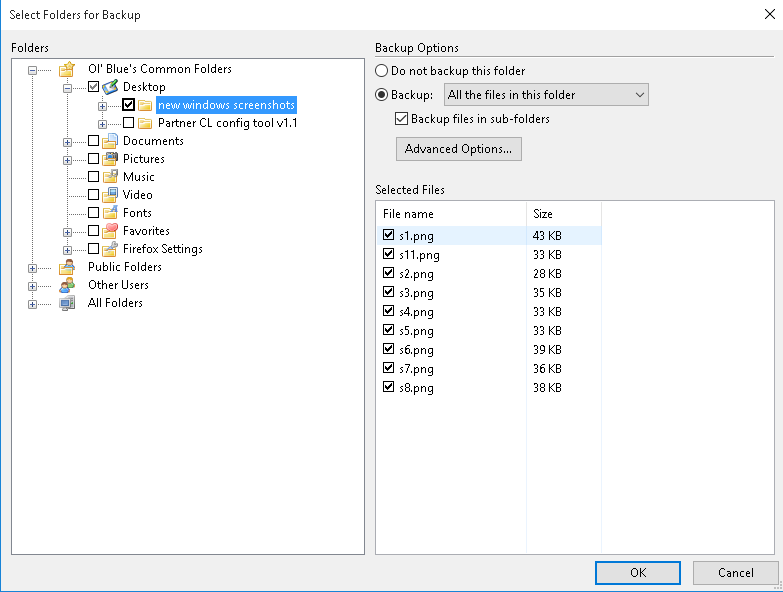 Select Folders for Backup
Folders
Ol' Blue's Common Folders
Desktop
new windows screenshots
Partner CL config tool v1.1
Documents
Pictures
Music
Video
Fonts
Favorites
Firefox Settings
Public Folders
Other Users
All Folders
Backup Options
Do not backup this folder
Backup: All the files in this folder
Backup files in sub-folders
Advanced Options...
Selected Files
File name Size
s1.png 43 KB
s11.png 33 KB
s2.png 28 KB
s3.png 35 KB
s4.png 33 KB
s5.png 33 KB
s6.png 39 KB
s7.png 36 KB
s8.png 38 KB
OK Cancel